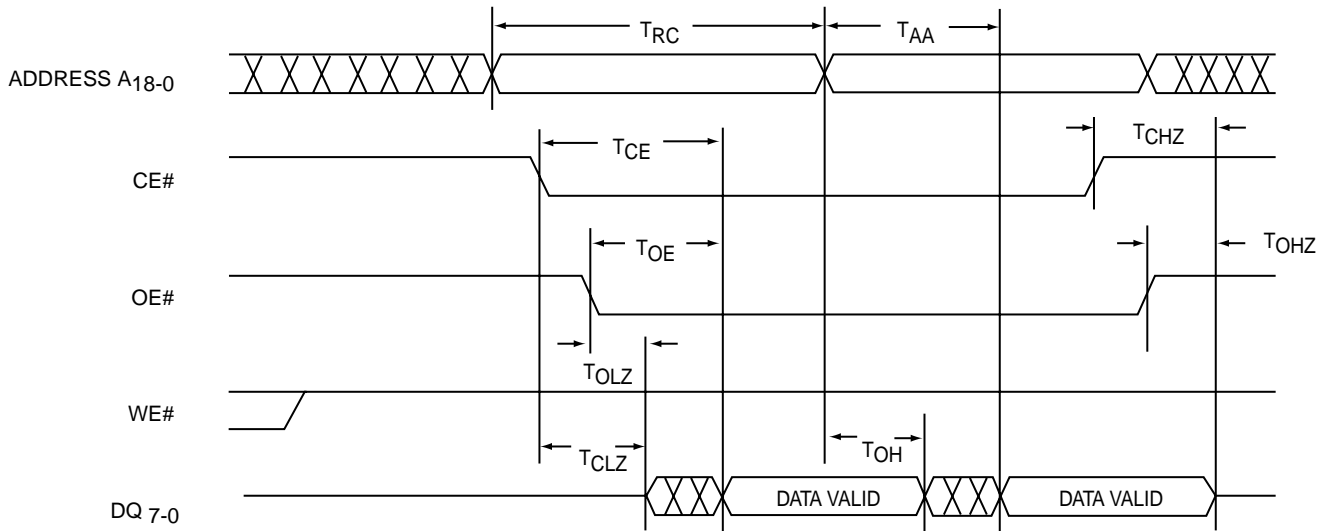 TRC TAA
ADDRESS A18-0
TCE TCHZ
CE#
TOE TOHZ
OE#
TOLZ
WE#
TCLZ TOH
DQ 7-0 DATA VALID DATA VALID